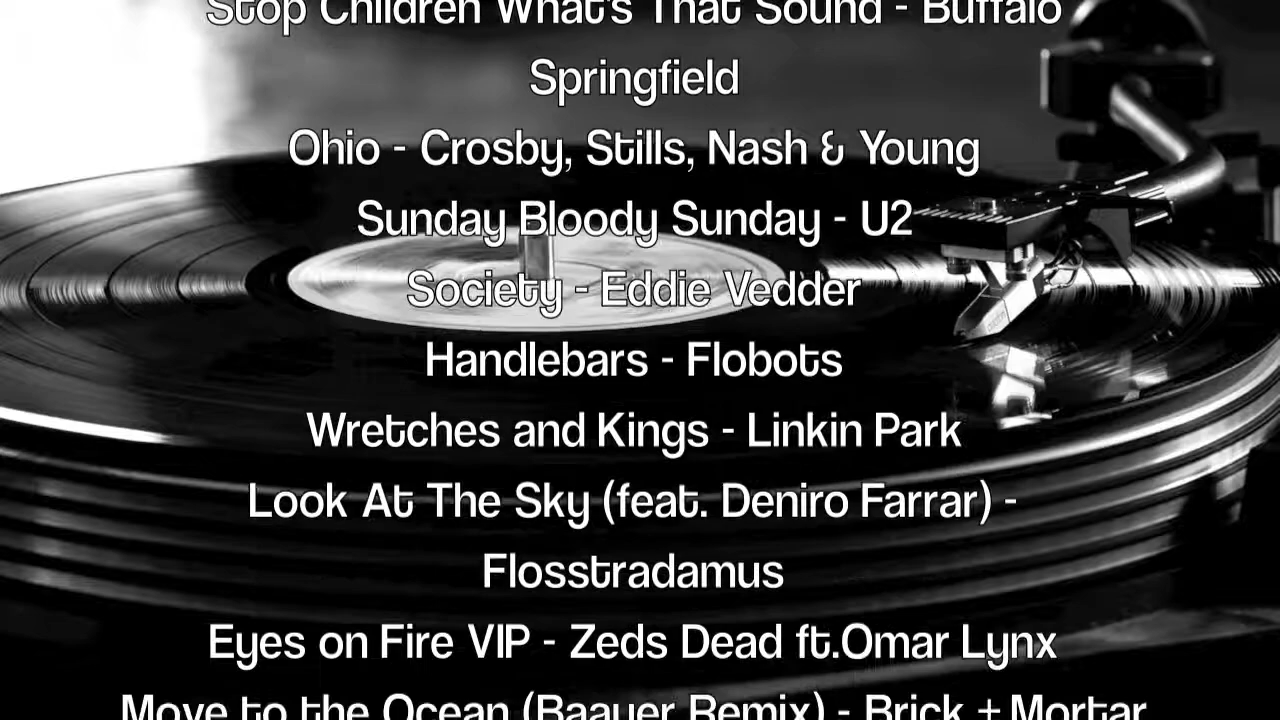 Stop Children What's That Sound - Buffalo
Springfield
Ohio - Crosby, Stills, Nash & Young
Sunday Bloody Sunday - U2
Society - Eddie Vedder
Handlebars - Flobots
Wretches and Kings - Linkin Park
Look At The Sky (feat. Deniro Farrar) -
Flosstradamus
Eyes on Fire VIP - Zeds Dead ft.Omar Lynx
Move to the Ocean (Baauer Remix) - Brick + Mortar